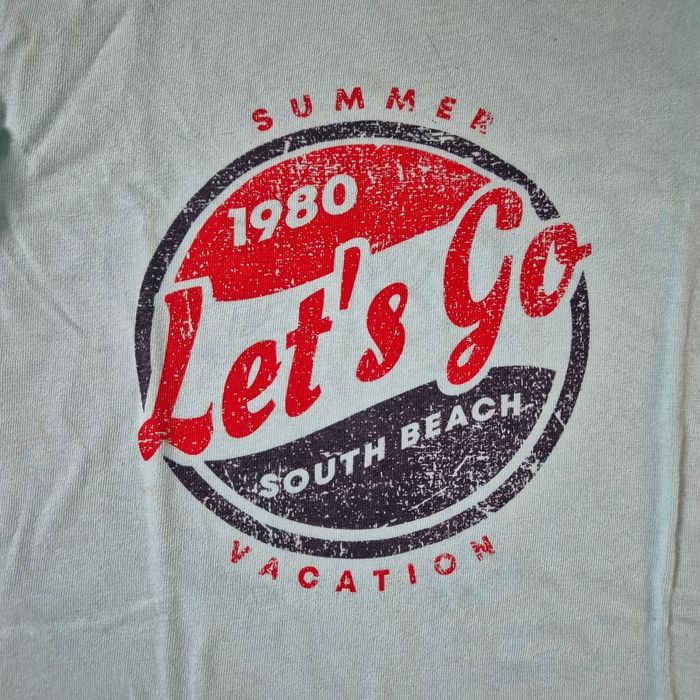 SUMMER
1980
Let's Go
SOUTH BEACH
VACATION